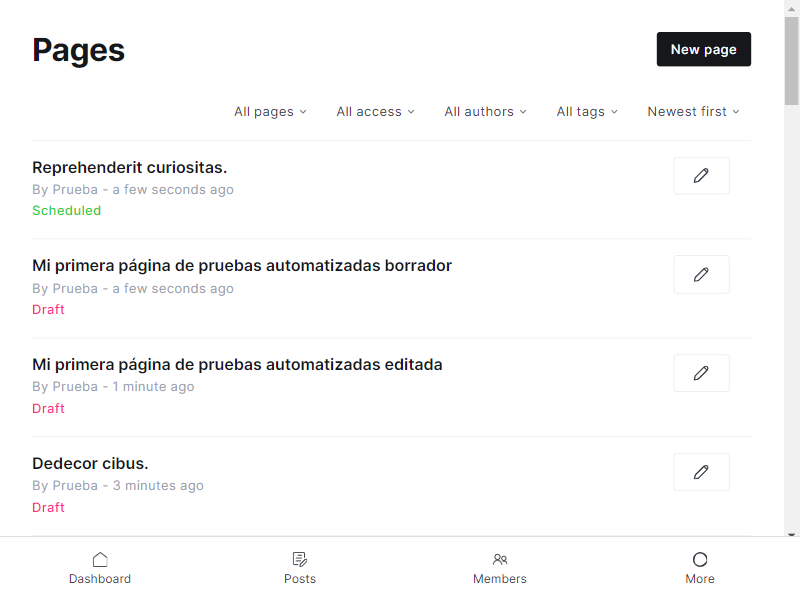 Pages
New page
All pages
All access
All authors
All tags
Newest first
Reprehenderit curiositas.
By Prueba - a few seconds ago
Scheduled
Mi primera página de pruebas automatizadas borrador
By Prueba - a few seconds ago
Draft
Mi primera página de pruebas automatizadas editada
By Prueba - 1 minute ago
Draft
Dedecor cibus.
By Prueba - 3 minutes ago
Draft
Dashboard
Posts
Members
More